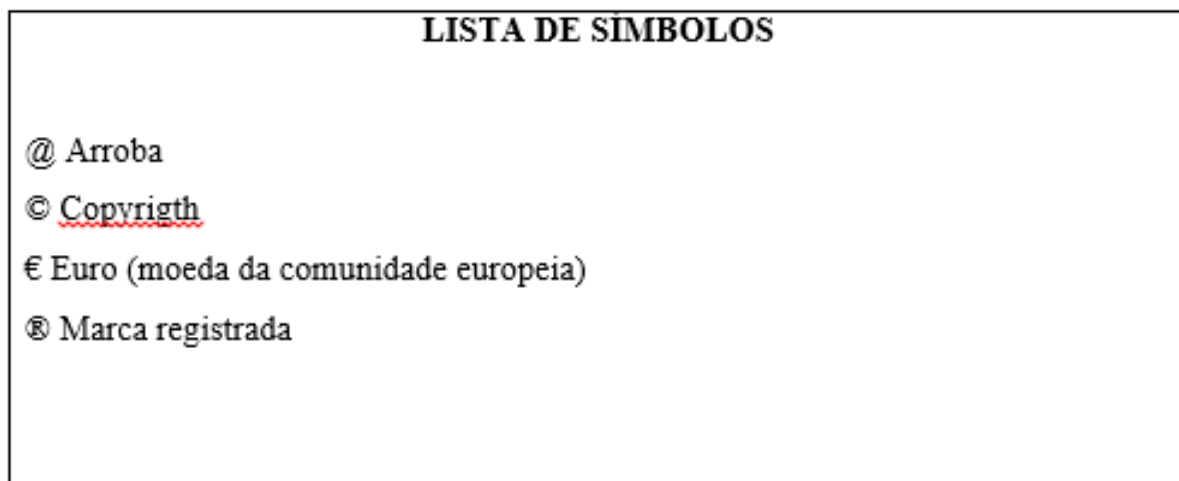 LISTA DE SÍMBOLOS
@ Arroba
© Copyrigth
€ Euro (moeda da comunidade europeia)
® Marca registrada